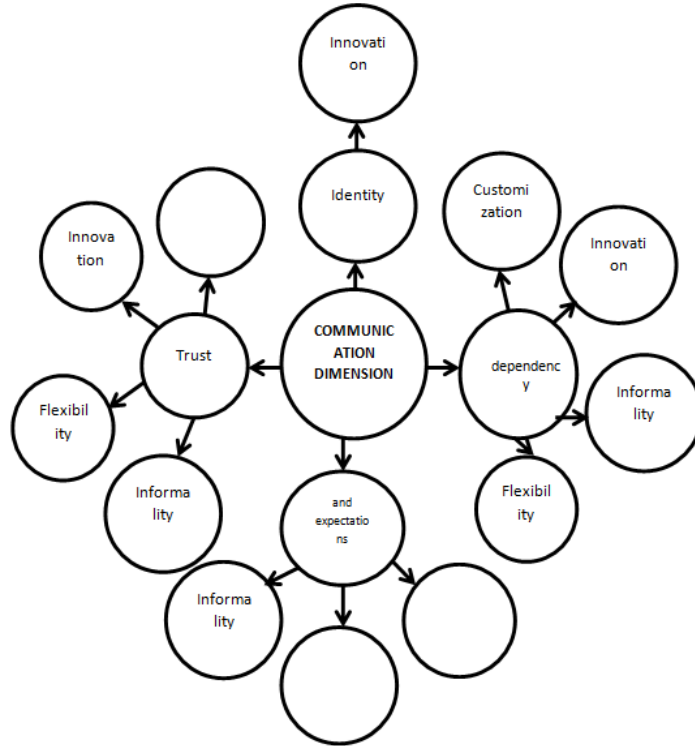 Innovati
on
Identity
Customi
zation
Innova
tion
Innovati
on
COMMUNIC
ATION
DIMENSION
Trust
dependenc
y
Flexibil
ity
Informa
lity
Informa
lity
Flexibil
ity
and
expectatio
ns
Informa
lity